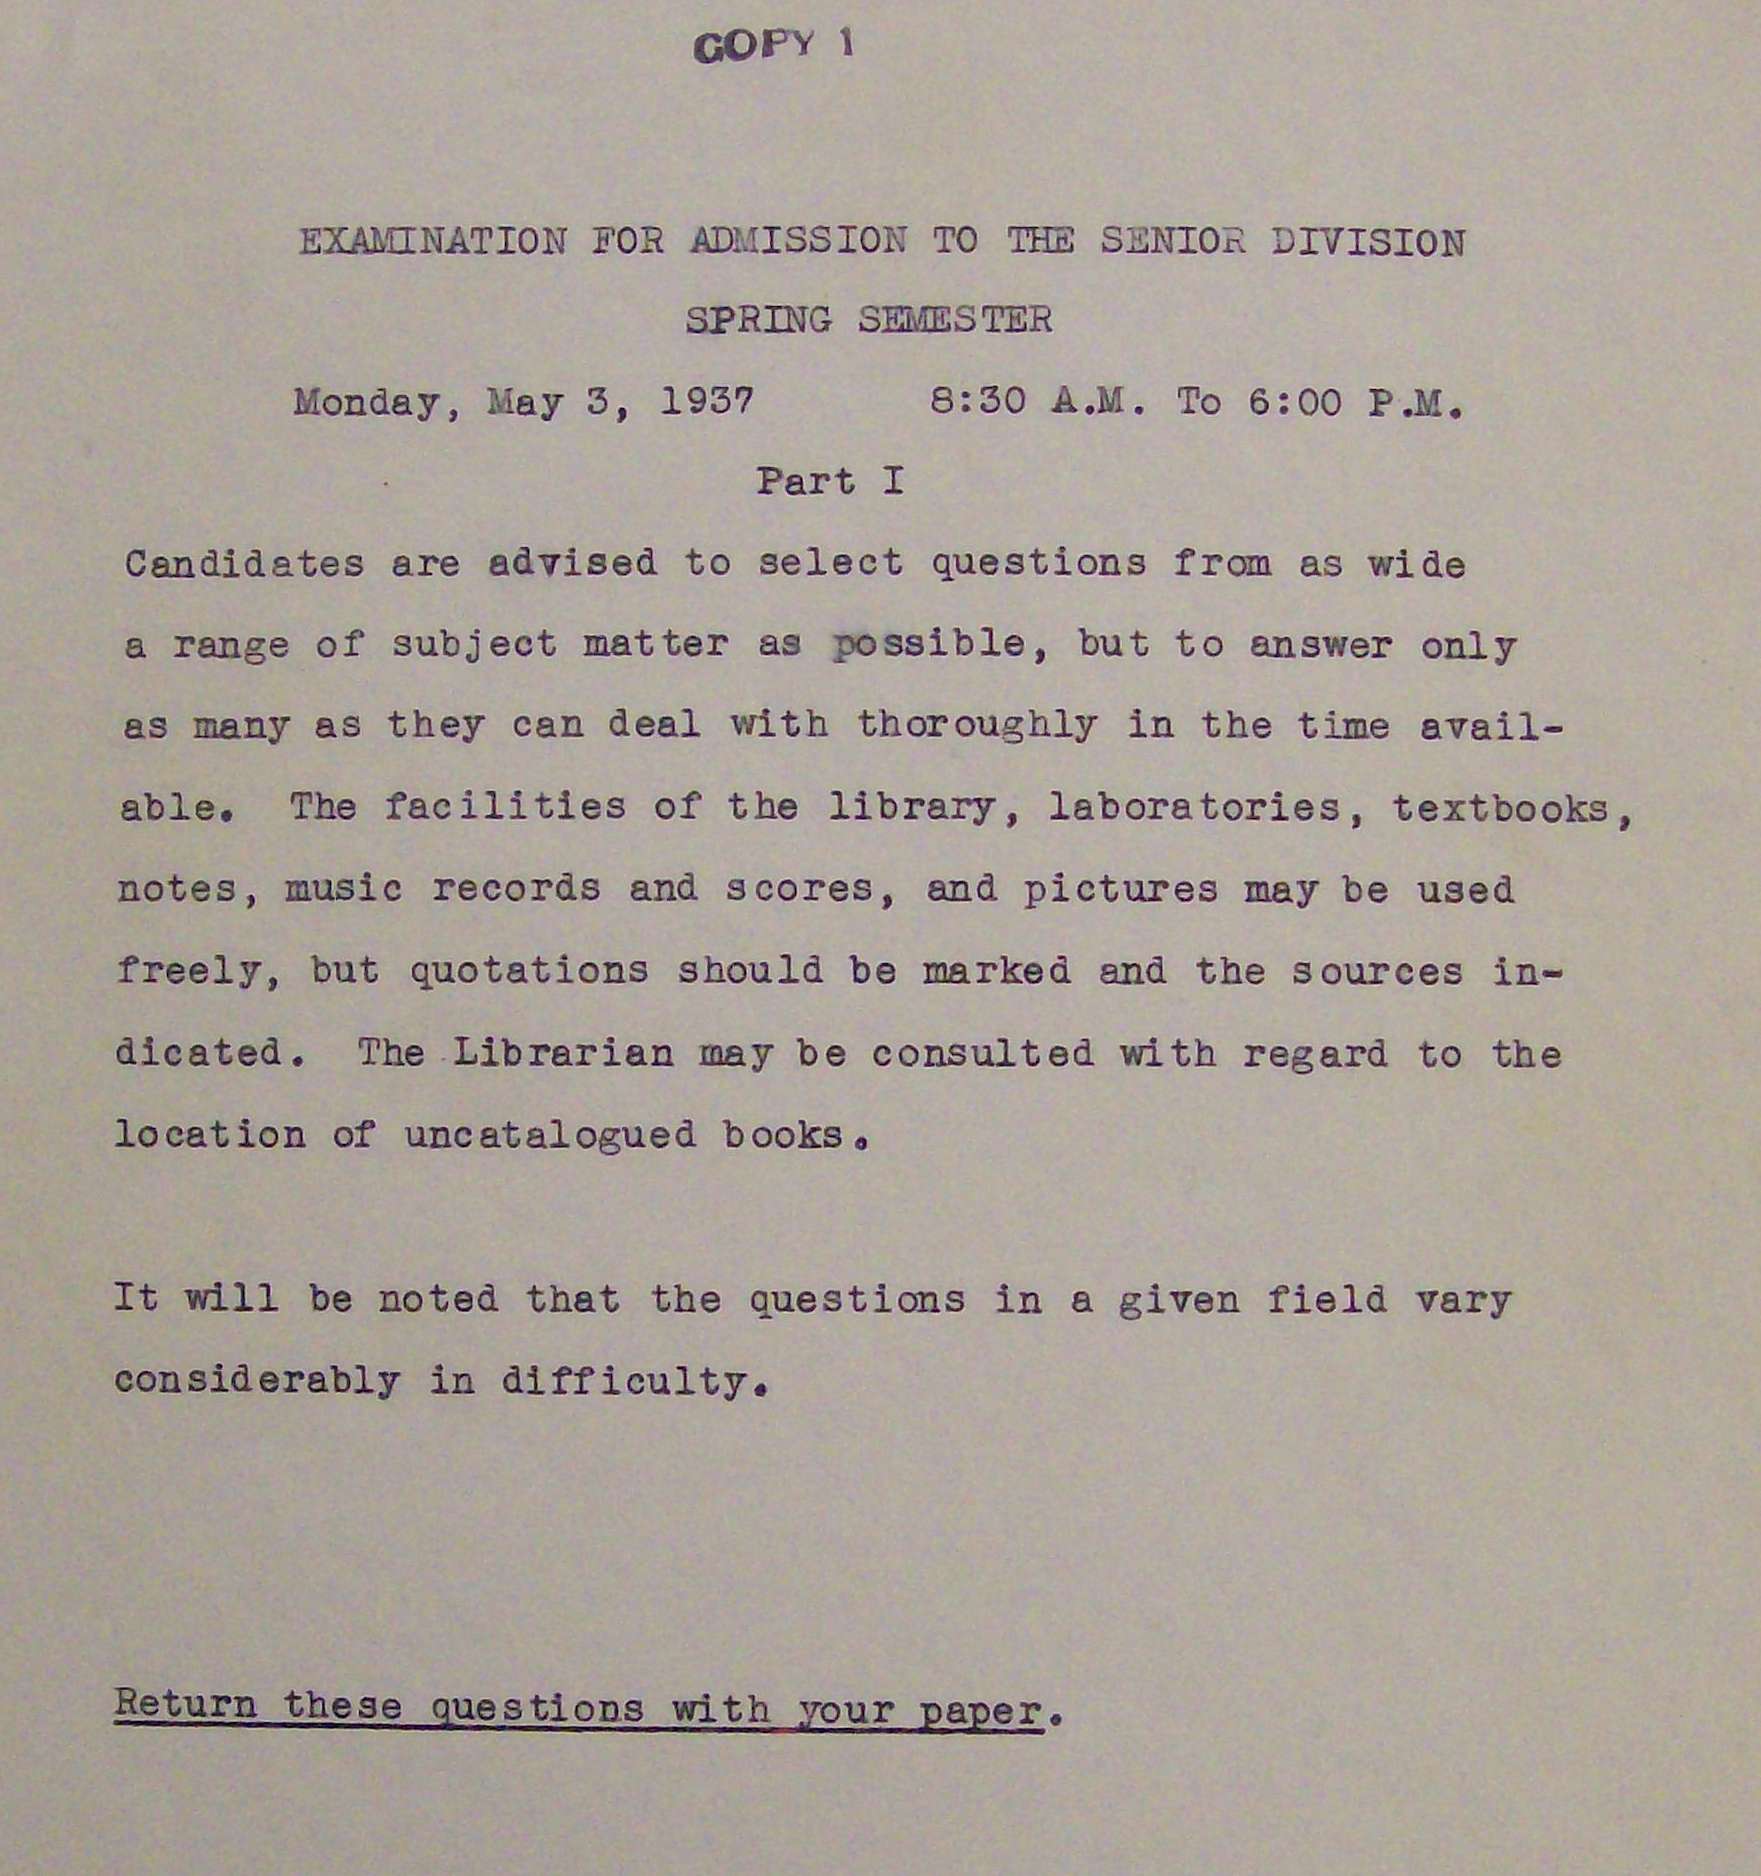 COPY 1
EXAMINATION FOR ADMISSION TO THE SENIOR DIVISION
SPRING SEMESTER
Monday, May 3, 1937 8:30 A.M. To 6:00 P.M.
Part I
Candidates are advised to select questions from as wide
a range of subject matter as possible, but to answer only
as many as they can deal with thoroughly in the time avail-
able. The facilities of the library, laboratories, textbooks,
notes, music records and scores, and pictures may be used
freely, but quotations should be marked and the sources in-
dicated. The Librarian may be consulted with regard to the
location of uncatalogued books.
It will be noted that the questions in a given field vary
considerably in difficulty.
Return these questions with your paper.